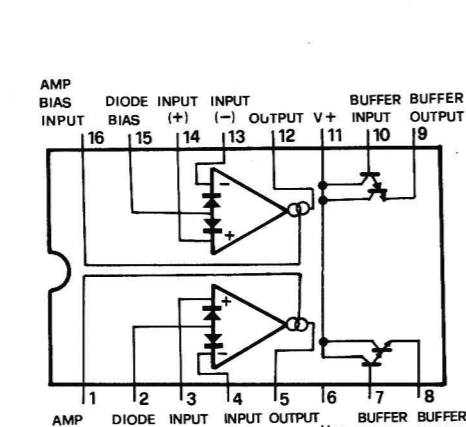 AMP
BIAS DIODE INPUT INPUT BUFFER BUFFER
INPUT BIAS (+) (−) OUTPUT V+ INPUT OUTPUT
16 15 14 13 12 11 10 9
−
+
+
−
1 2 3 4 5 6 7 8
AMP DIODE INPUT INPUT OUTPUT BUFFER BUFFER